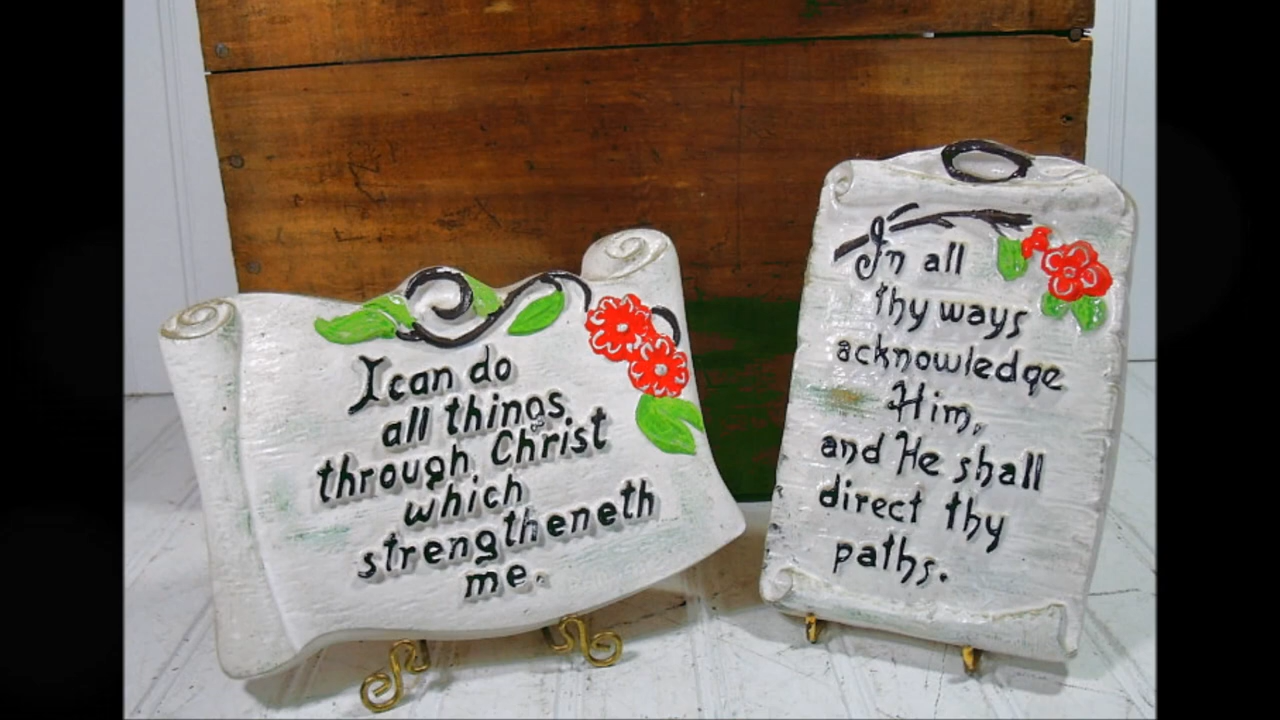 I can do
all things
through Christ
which
strengtheneth
me.
In all
thy ways
acknowledge
Him,
and He shall
direct thy
paths.